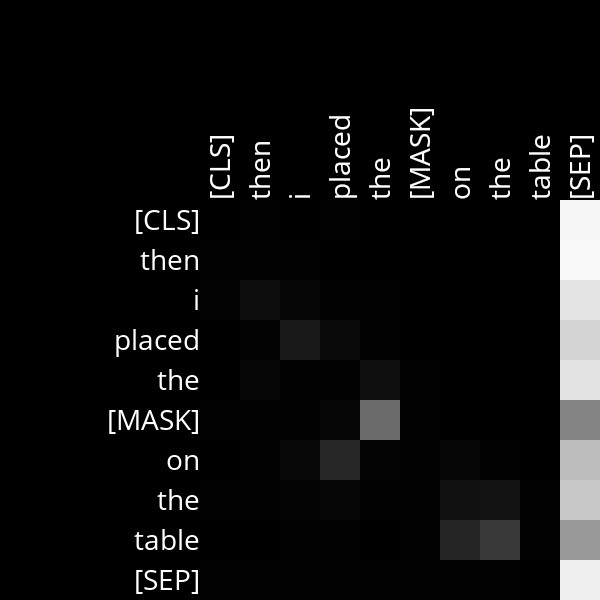 [CLS]
then
i
placed
the
[MASK]
on
the
table
[SEP]
[CLS]
then
i
placed
the
[MASK]
on
the
table
[SEP]